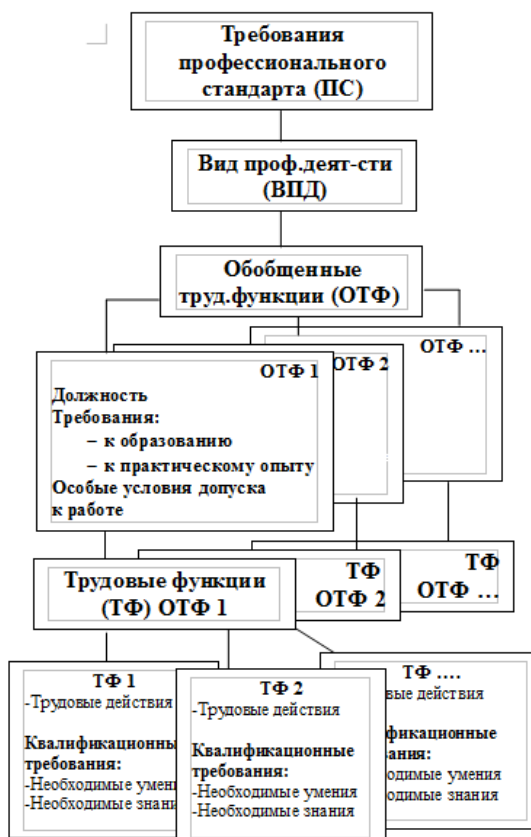 Требования
профессионального
стандарта (ПС)
Вид проф.деят-сти
(ВПД)
Обобщенные
труд.функции (ОТФ)
ОТФ 1
Должность
Требования:
– к образованию
– к практическому опыту
Особые условия допуска
к работе
ОТФ 2
ОТФ ...
Трудовые функции
(ТФ) ОТФ 1
ТФ
ОТФ 2
ТФ
ОТФ ...
ТФ 1
-Трудовые действия
Квалификационные
требования:
-Необходимые умени
-Необходимые знани
ТФ 2
-Трудовые действия
Квалификационные
требования:
-Необходимые умения
-Необходимые знания
ТФ ....
вые действия
фикационные
вания:
ходимые умения
ходимые знания